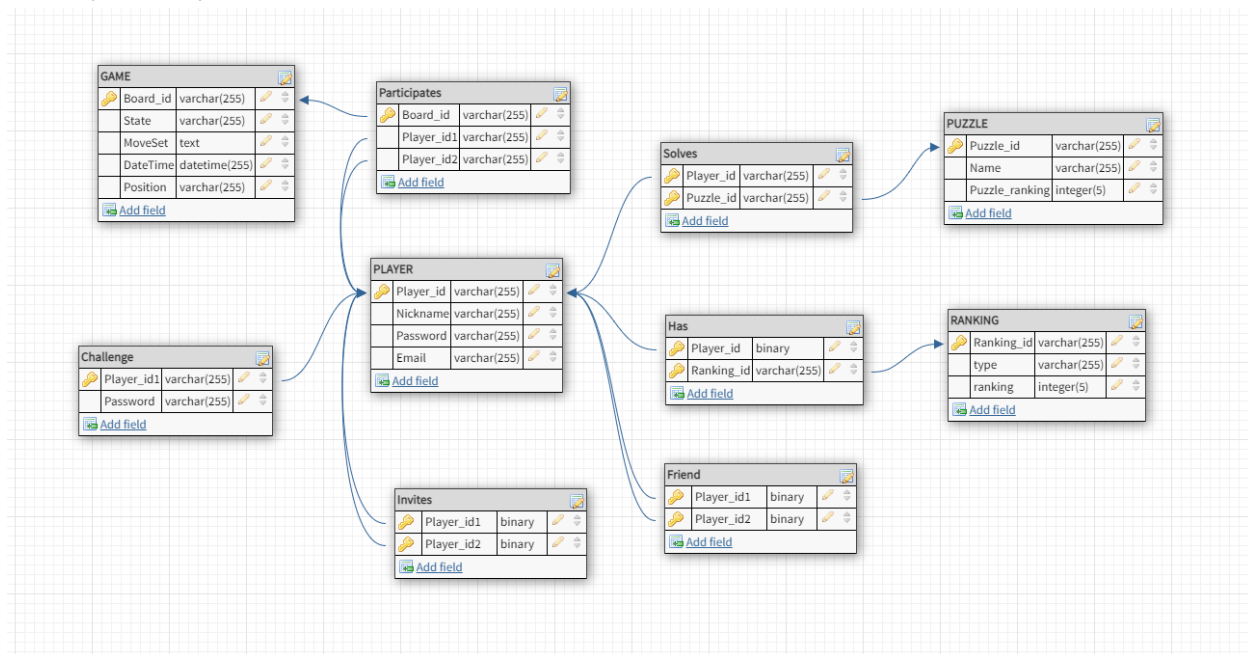 GAME
Board_id varchar(255)
State varchar(255)
MoveSet text
DateTime datetime(255)
Position varchar(255)
Add field
Participates
Board_id varchar(255)
Player_id1 varchar(255)
Player_id2 varchar(255)
Add field
Solves
Player_id varchar(255)
Puzzle_id varchar(255)
Add field
PUZZLE
Puzzle_id varchar(255)
Name varchar(255)
Puzzle_ranking integer(5)
Add field
PLAYER
Player_id varchar(255)
Nickname varchar(255)
Password varchar(255)
Email varchar(255)
Add field
Has
Player_id binary
Ranking_id varchar(255)
Add field
RANKING
Ranking_id varchar(255)
type varchar(255)
ranking integer(5)
Add field
Challenge
Player_id1 varchar(255)
Password varchar(255)
Add field
Invites
Player_id1 binary
Player_id2 binary
Add field
Friend
Player_id1 binary
Player_id2 binary
Add field